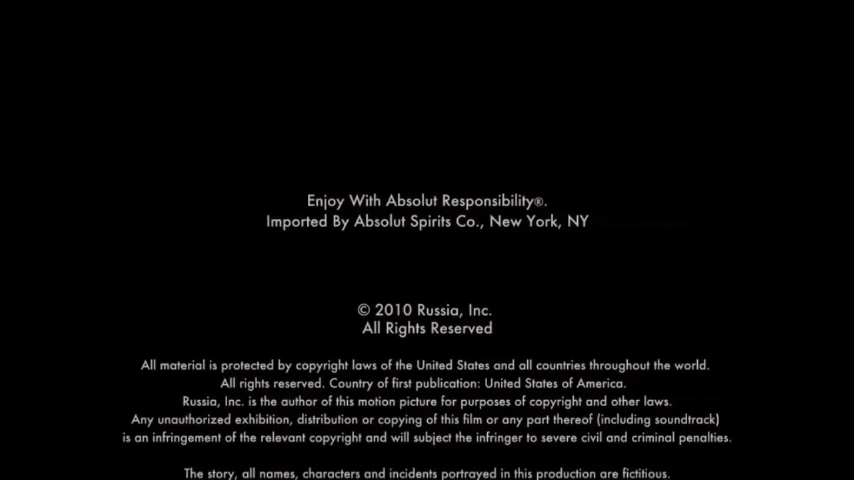 Enjoy With Absolut Responsibility®.
Imported By Absolut Spirits Co., New York, NY
© 2010 Russia, Inc.
All Rights Reserved
All material is protected by copyright laws of the United States and all countries throughout the world.
All rights reserved. Country of first publication: United States of America.
Russia, Inc. is the author of this motion picture for purposes of copyright and other laws.
Any unauthorized exhibition, distribution or copying of this film or any part thereof (including soundtrack)
is an infringement of the relevant copyright and will subject the infringer to severe civil and criminal penalties.
The story, all names, characters and incidents portrayed in this production are fictitious.